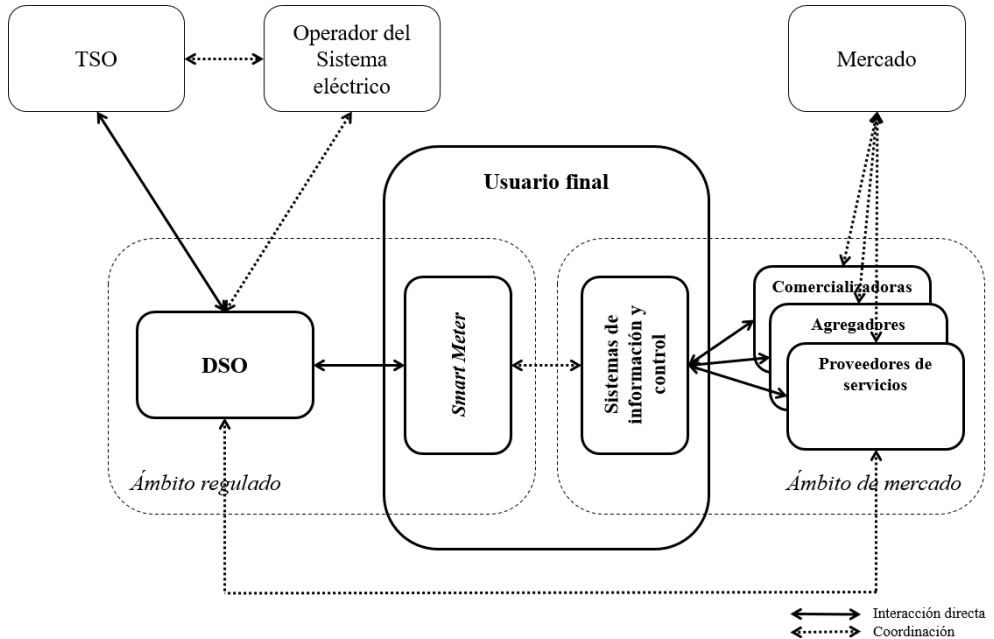 TSO
Operador del
Sistema
eléctrico
Mercado
Usuario final
Comercializadoras
Agregadores
Proveedores de
servicios
DSO
Smart Meter
Sistemas de
información y
control
Ámbito regulado
Ámbito de mercado
Interacción directa
Coordinación